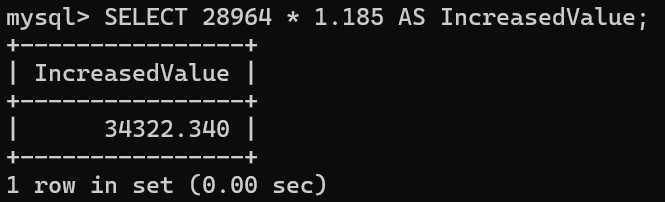 mysql> SELECT 28964 * 1.185 AS IncreasedValue;
+----------------+
| IncreasedValue |
+----------------+
|      34322.340 |
+----------------+
1 row in set (0.00 sec)